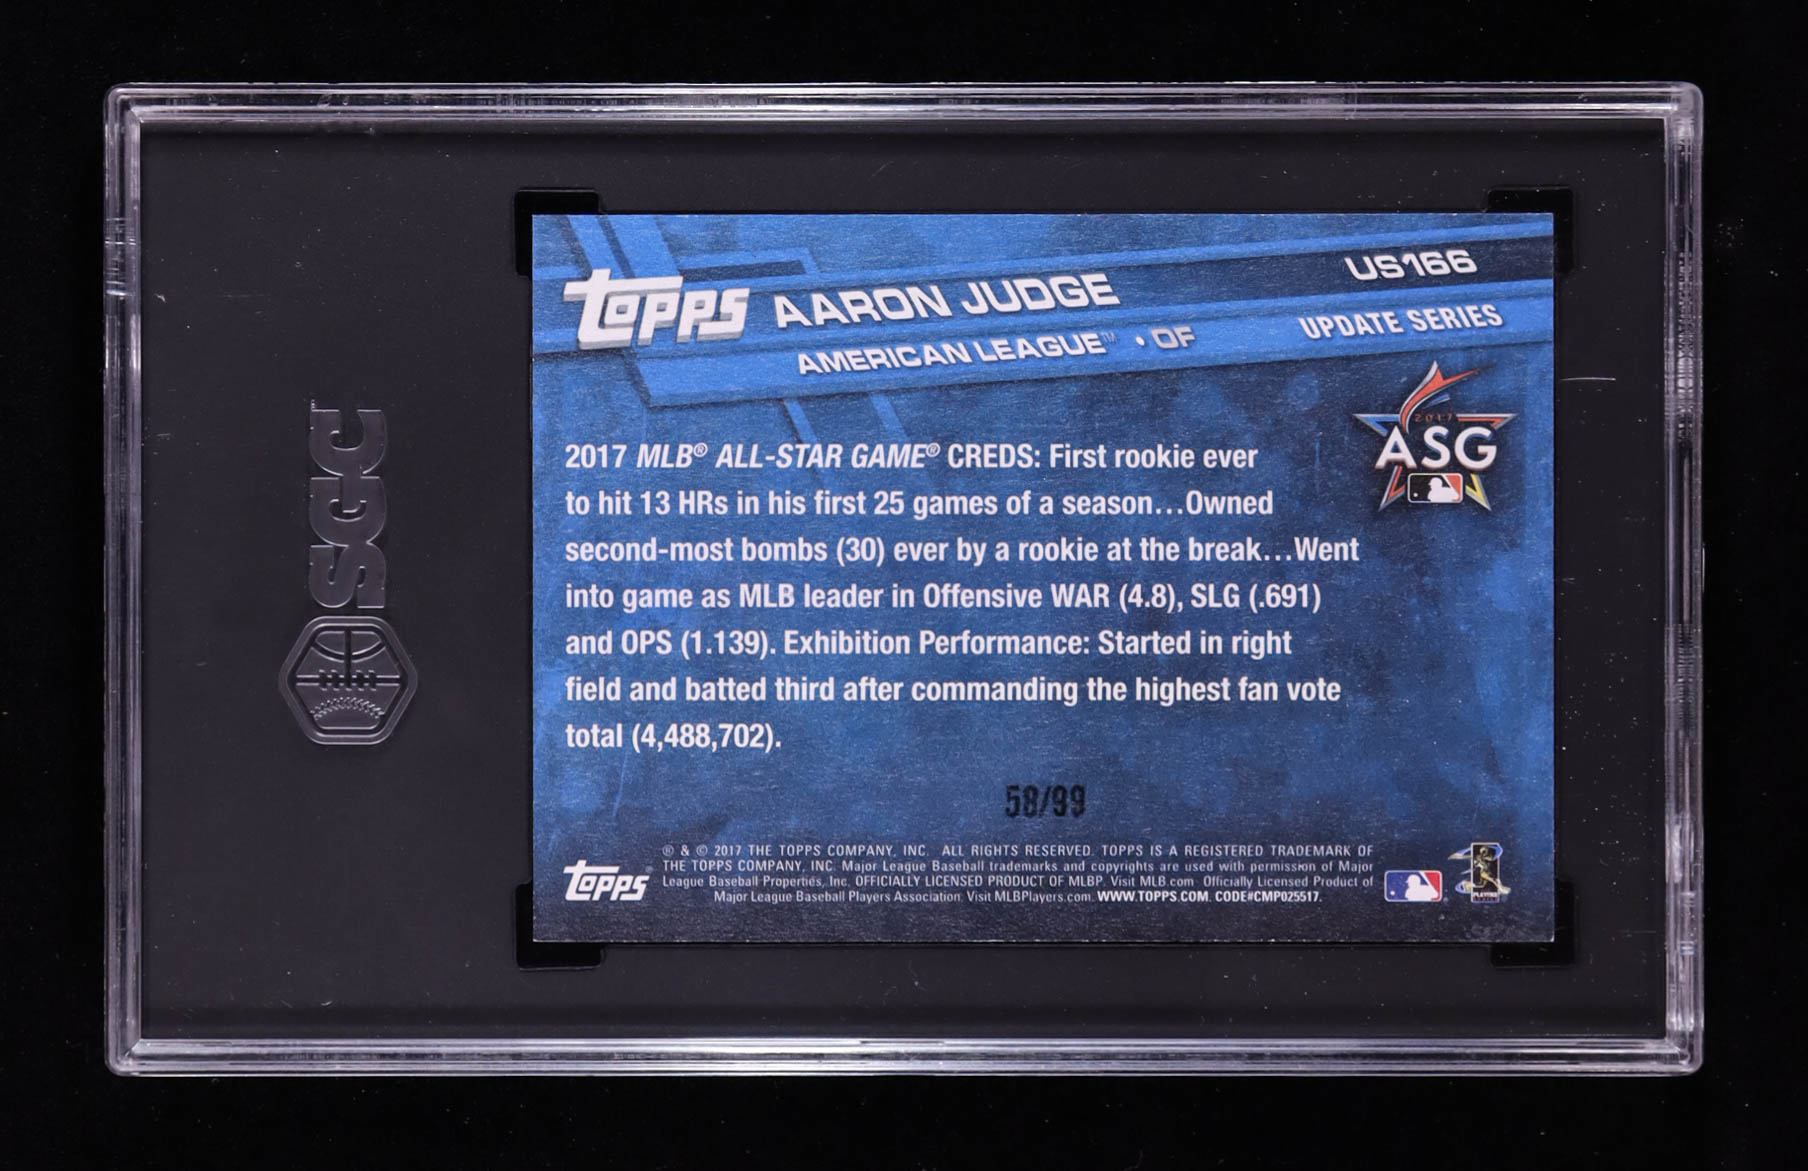 SGC
TOPPS AARON JUDGE US166
AMERICAN LEAGUE™ • OF UPDATE SERIES
2017
ASG
2017 MLB® ALL-STAR GAME® CREDS: First rookie ever
to hit 13 HRs in his first 25 games of a season...Owned
second-most bombs (30) ever by a rookie at the break...Went
into game as MLB leader in Offensive WAR (4.8), SLG (.691)
and OPS (1.139). Exhibition Performance: Started in right
field and batted third after commanding the highest fan vote
total (4,488,702).
58/99
® & © 2017 THE TOPPS COMPANY, INC. ALL RIGHTS RESERVED. TOPPS IS A REGISTERED TRADEMARK OF
THE TOPPS COMPANY, INC. Major League Baseball trademarks and copyrights are used with permission of Major
League Baseball Properties, Inc. OFFICIALLY LICENSED PRODUCT OF MLBP. Visit MLB.com Officially Licensed Product of
Major League Baseball Players Association Visit MLBPlayers.com. WWW.TOPPS.COM. CODE#CMP025517.
TOPPS®